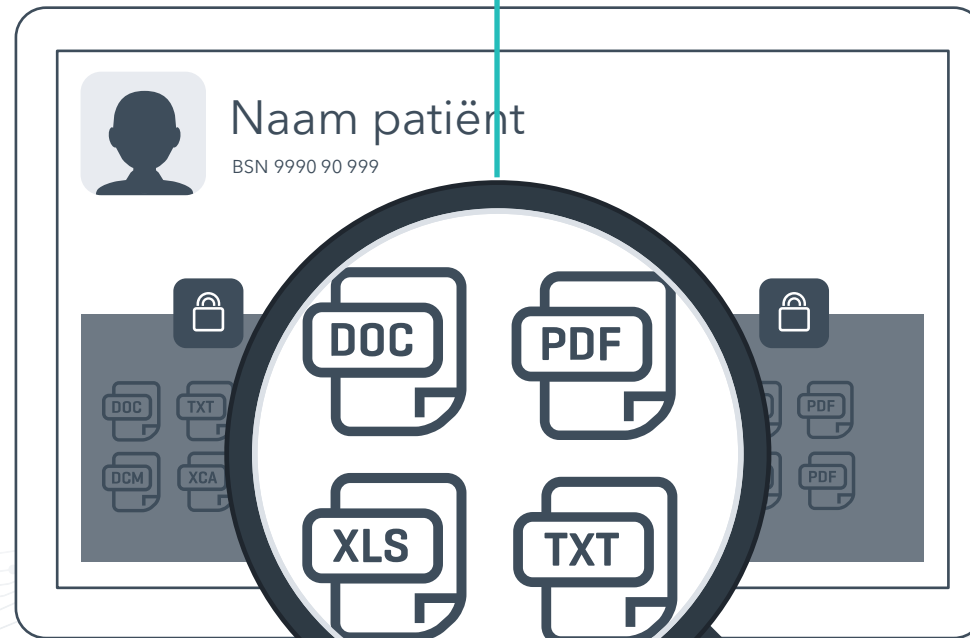 Naam patiënt
BSN 9990 90 999
DOC PDF
DOC TXT PDF
DCM XCA PDF
XLS TXT